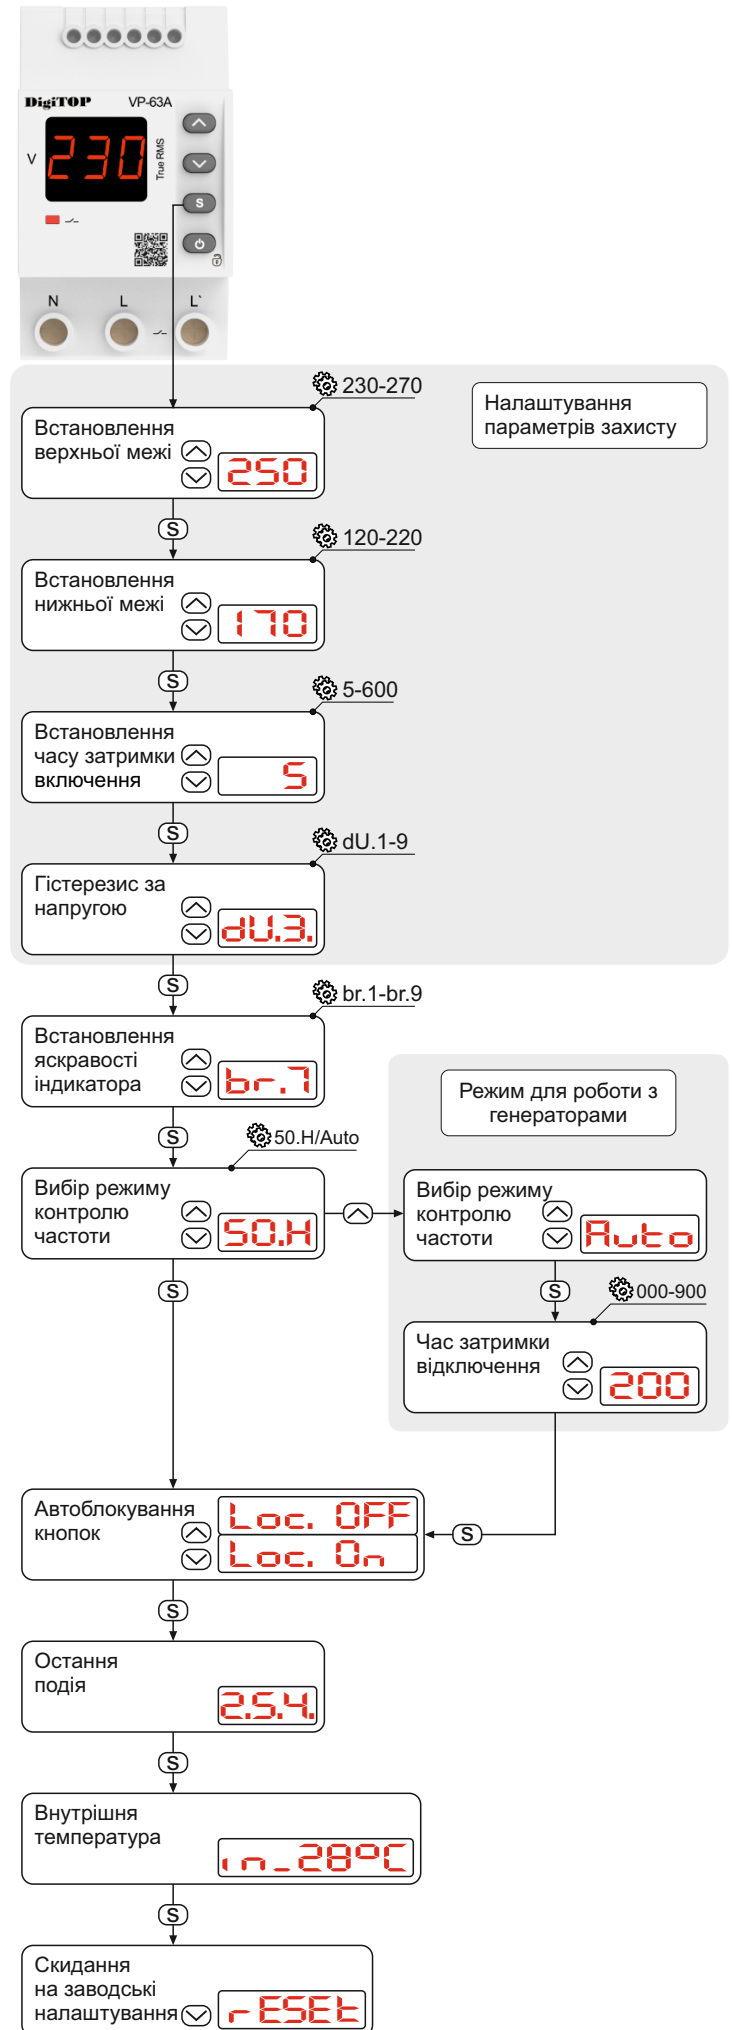 DigiTOP VP-63A
V 230 True RMS
S
N L L`
230-270
Налаштування
параметрів захисту
Встановлення
верхньої межі
250
S
120-220
Встановлення
нижньої межі
170
S
5-600
Встановлення
часу затримки
включення
5
S
dU.1-9
Гістерезис за
напругою
dU.3.
S
br.1-br.9
Встановлення
яскравості
індикатора
br.7
Режим для роботи з
генераторами
S
50.H/Auto
Вибір режиму
контролю
частоти
50.H
Вибір режиму
контролю
частоти
Auto
S
S
000-900
Час затримки
відключення
200
Автоблокування
кнопок
Loc. OFF
Loc. On
S
S
Остання
подія
2.5.4.
S
Внутрішня
температура
in_28°C
S
Скидання
на заводські
налаштування
rESEt